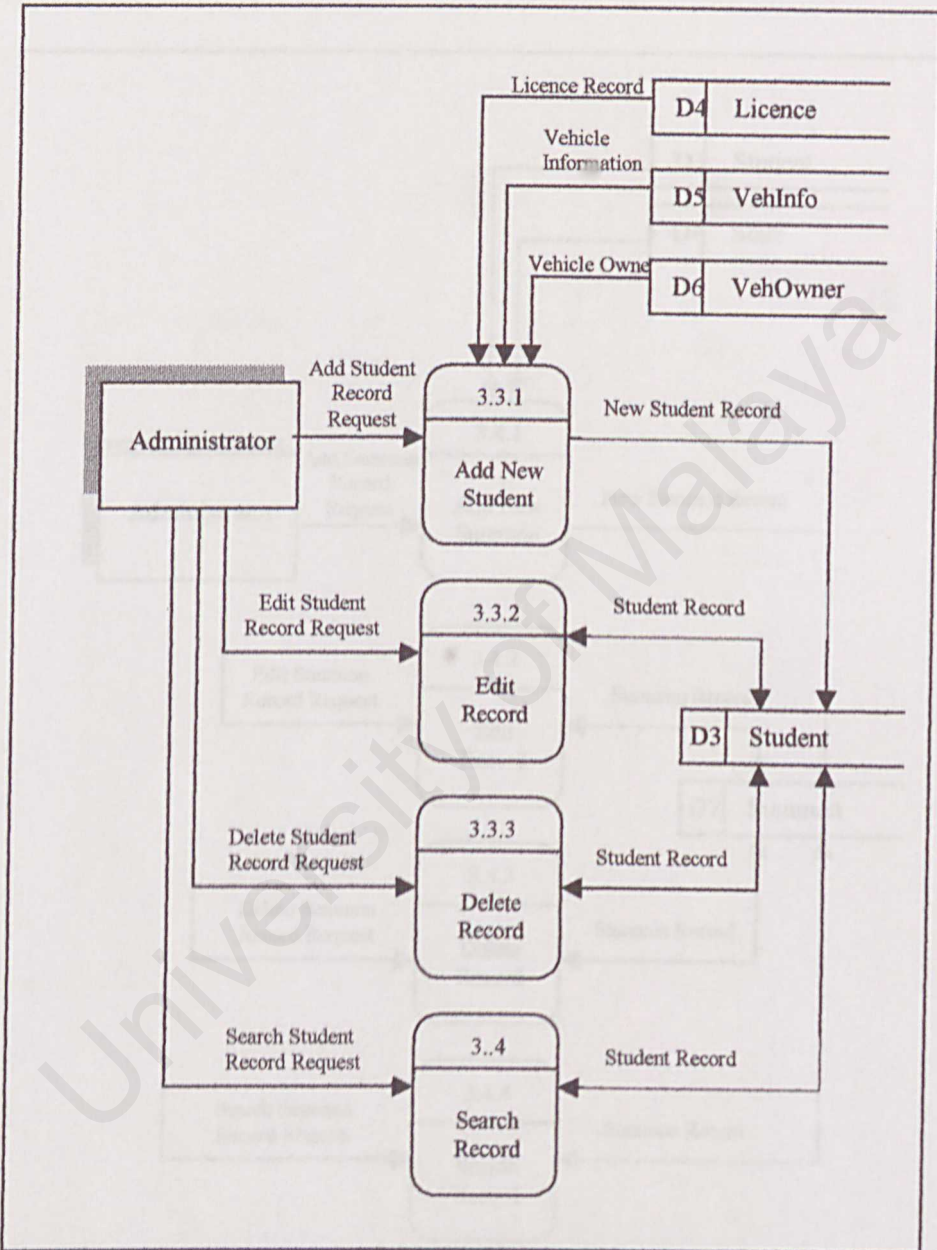 Licence Record
D4 Licence
Vehicle
Information
D5 VehInfo
Vehicle Owne
D6 VehOwner
Add Student
Record
Request
Administrator
3.3.1
Add New
Student
New Student Record
Edit Student
Record Request
3.3.2
Edit
Record
Student Record
D3 Student
Delete Student
Record Request
3.3.3
Delete
Record
Student Record
Search Student
Record Request
3..4
Search
Record
Student Record
University of Malaya